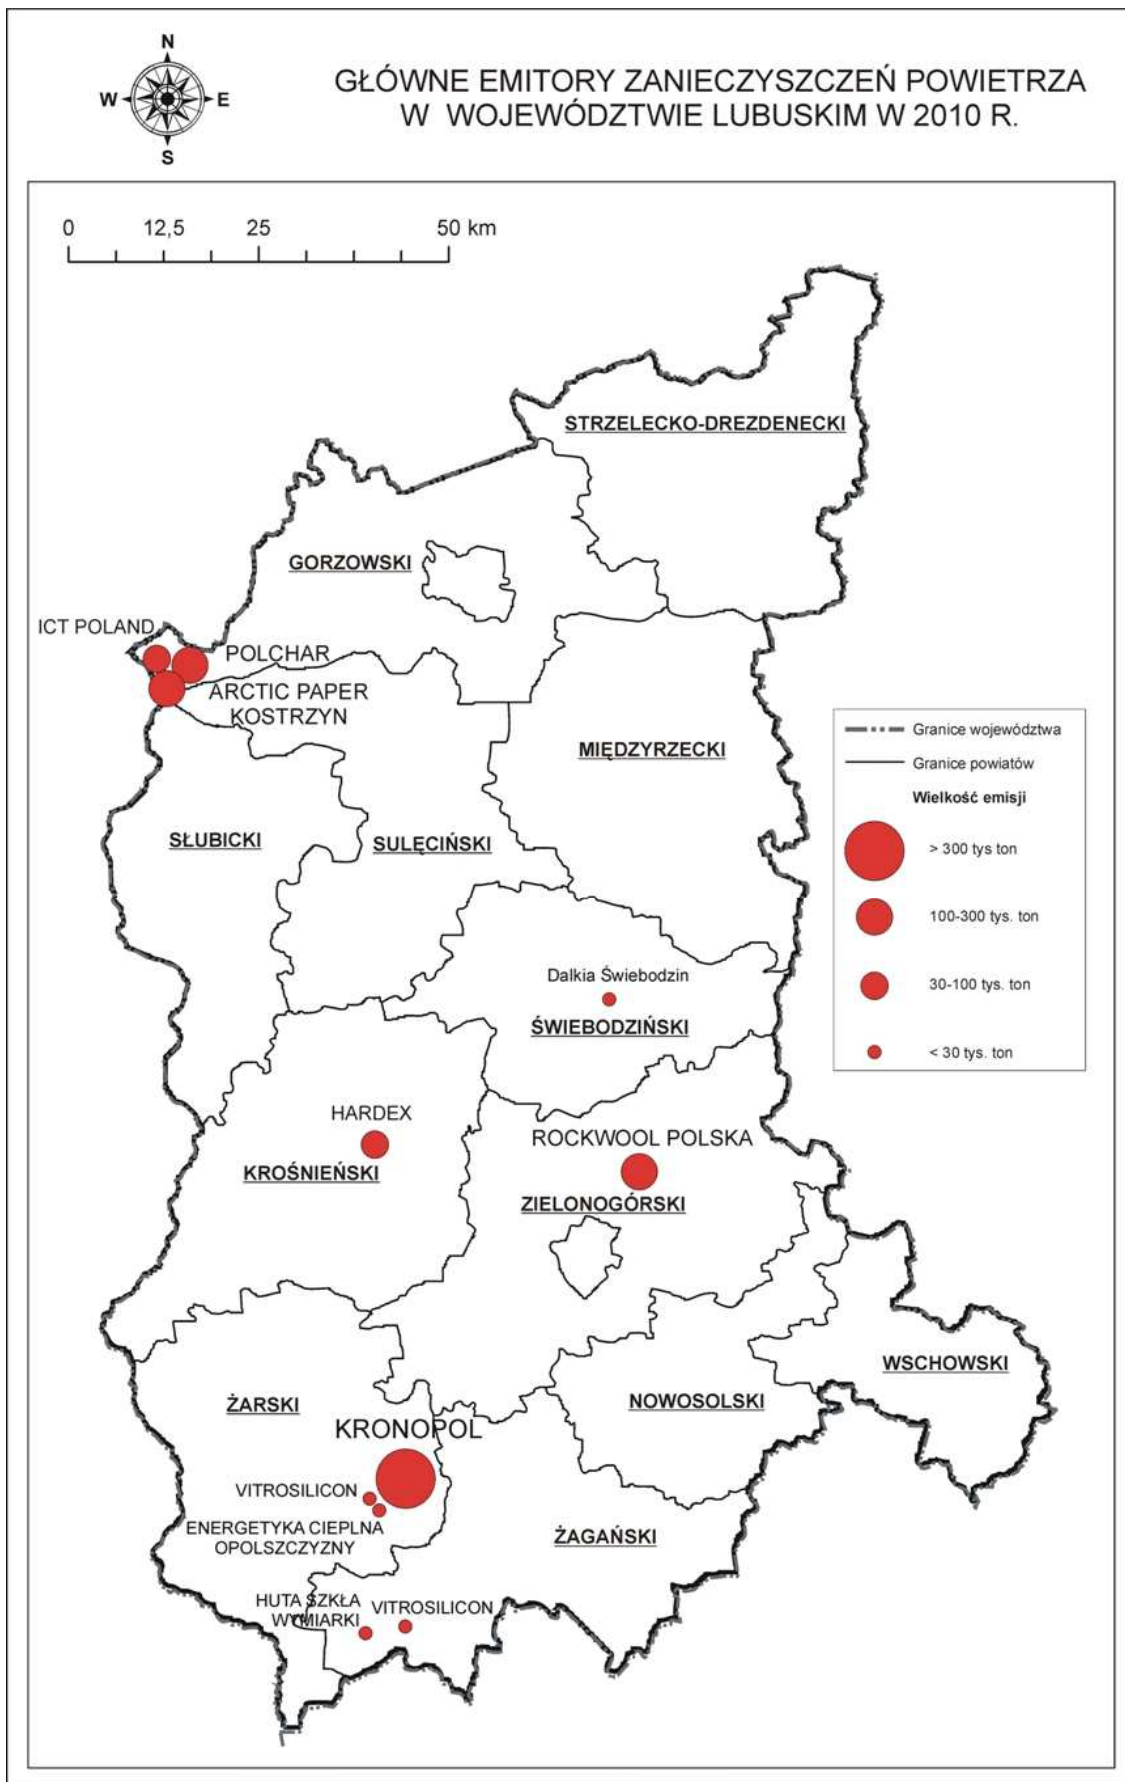 N
W E
S
GŁÓWNE EMITORY ZANIECZYSZCZEŃ POWIETRZA
W WOJEWÓDZTWIE LUBUSKIM W 2010 R.
0 12,5 25 50 km
STRZELECKO-DREZDENECKI
GORZOWSKI
ICT POLAND
POLCHAR
ARCTIC PAPER
KOSTRZYN
MIĘDZYRZECKI
SŁUBICKI
SULĘCIŃSKI
Granice województwa
Granice powiatów
Wielkość emisji
> 300 tys ton
100-300 tys. ton
30-100 tys. ton
< 30 tys. ton
Dalkia Świebodzin
ŚWIEBODZIŃSKI
HARDEX
KROŚNIEŃSKI
ROCKWOOL POLSKA
ZIELONOGÓRSKI
WSCHOWSKI
NOWOSOLSKI
ŻARSKI
KRONOPOL
VITROSILICON
ENERGETYKA CIEPLNA
OPOLSZCZYZNY
ŻAGAŃSKI
HUTA SZKŁA
WYMIARKI
VITROSILICON